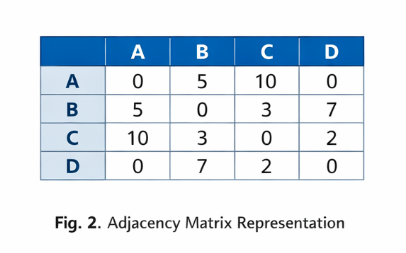 A B C D
A 0 5 10 0
B 5 0 3 7
C 10 3 0 2
D 0 7 2 0
Fig. 2. Adjacency Matrix Representation